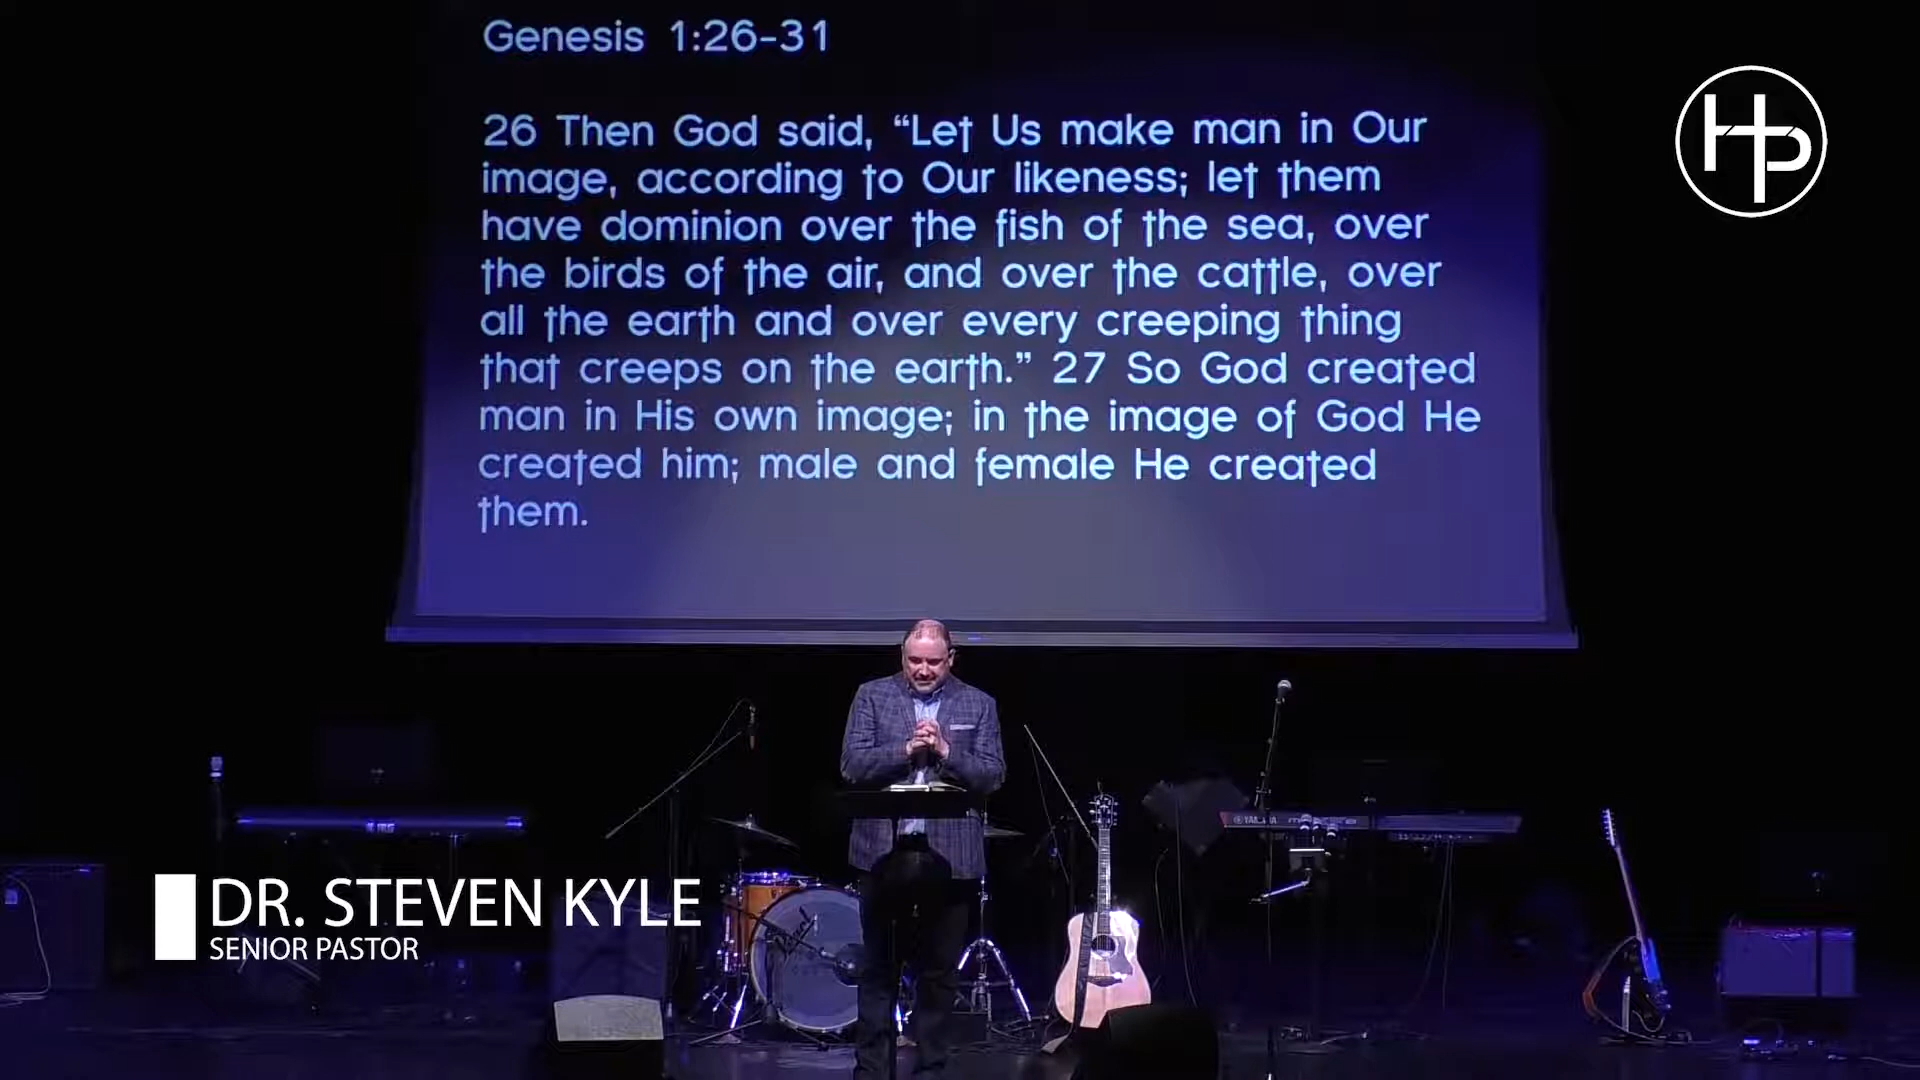 Genesis 1:26-31
26 Then God said, “Let Us make man in Our
image, according to Our likeness; let them
have dominion over the fish of the sea, over
the birds of the air, and over the cattle, over
all the earth and over every creeping thing
that creeps on the earth.” 27 So God created
man in His own image; in the image of God He
created him; male and female He created
them.
HP
YAMAHA
DR. STEVEN KYLE
SENIOR PASTOR